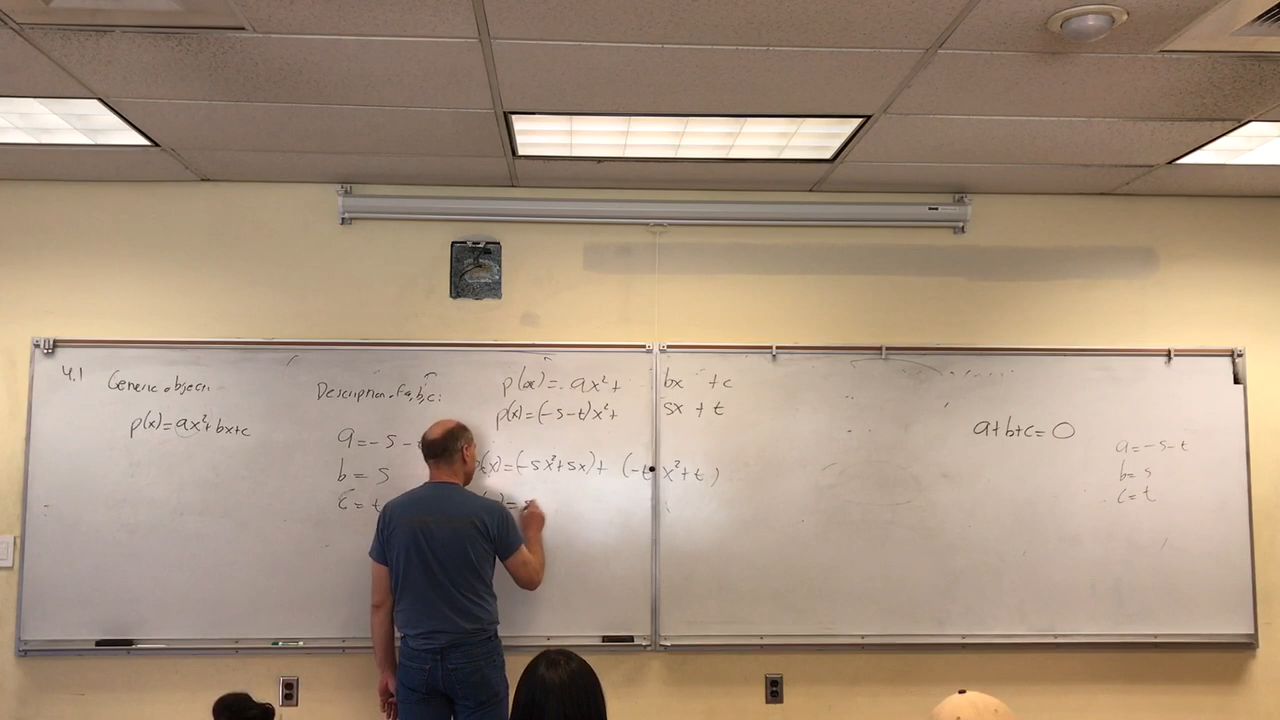 4.1
Generic object:
p(x)=ax²+bx+c
Description of a,b,c:
a=-s-
b=s
c=t
p(x)=ax²+ bx +c
p(x)=(-s-t)x²+ sx + t
p(x)=(-sx²+sx)+ (-t x²+t)
a+b+c=0
a=-s-t
b=s
c=t